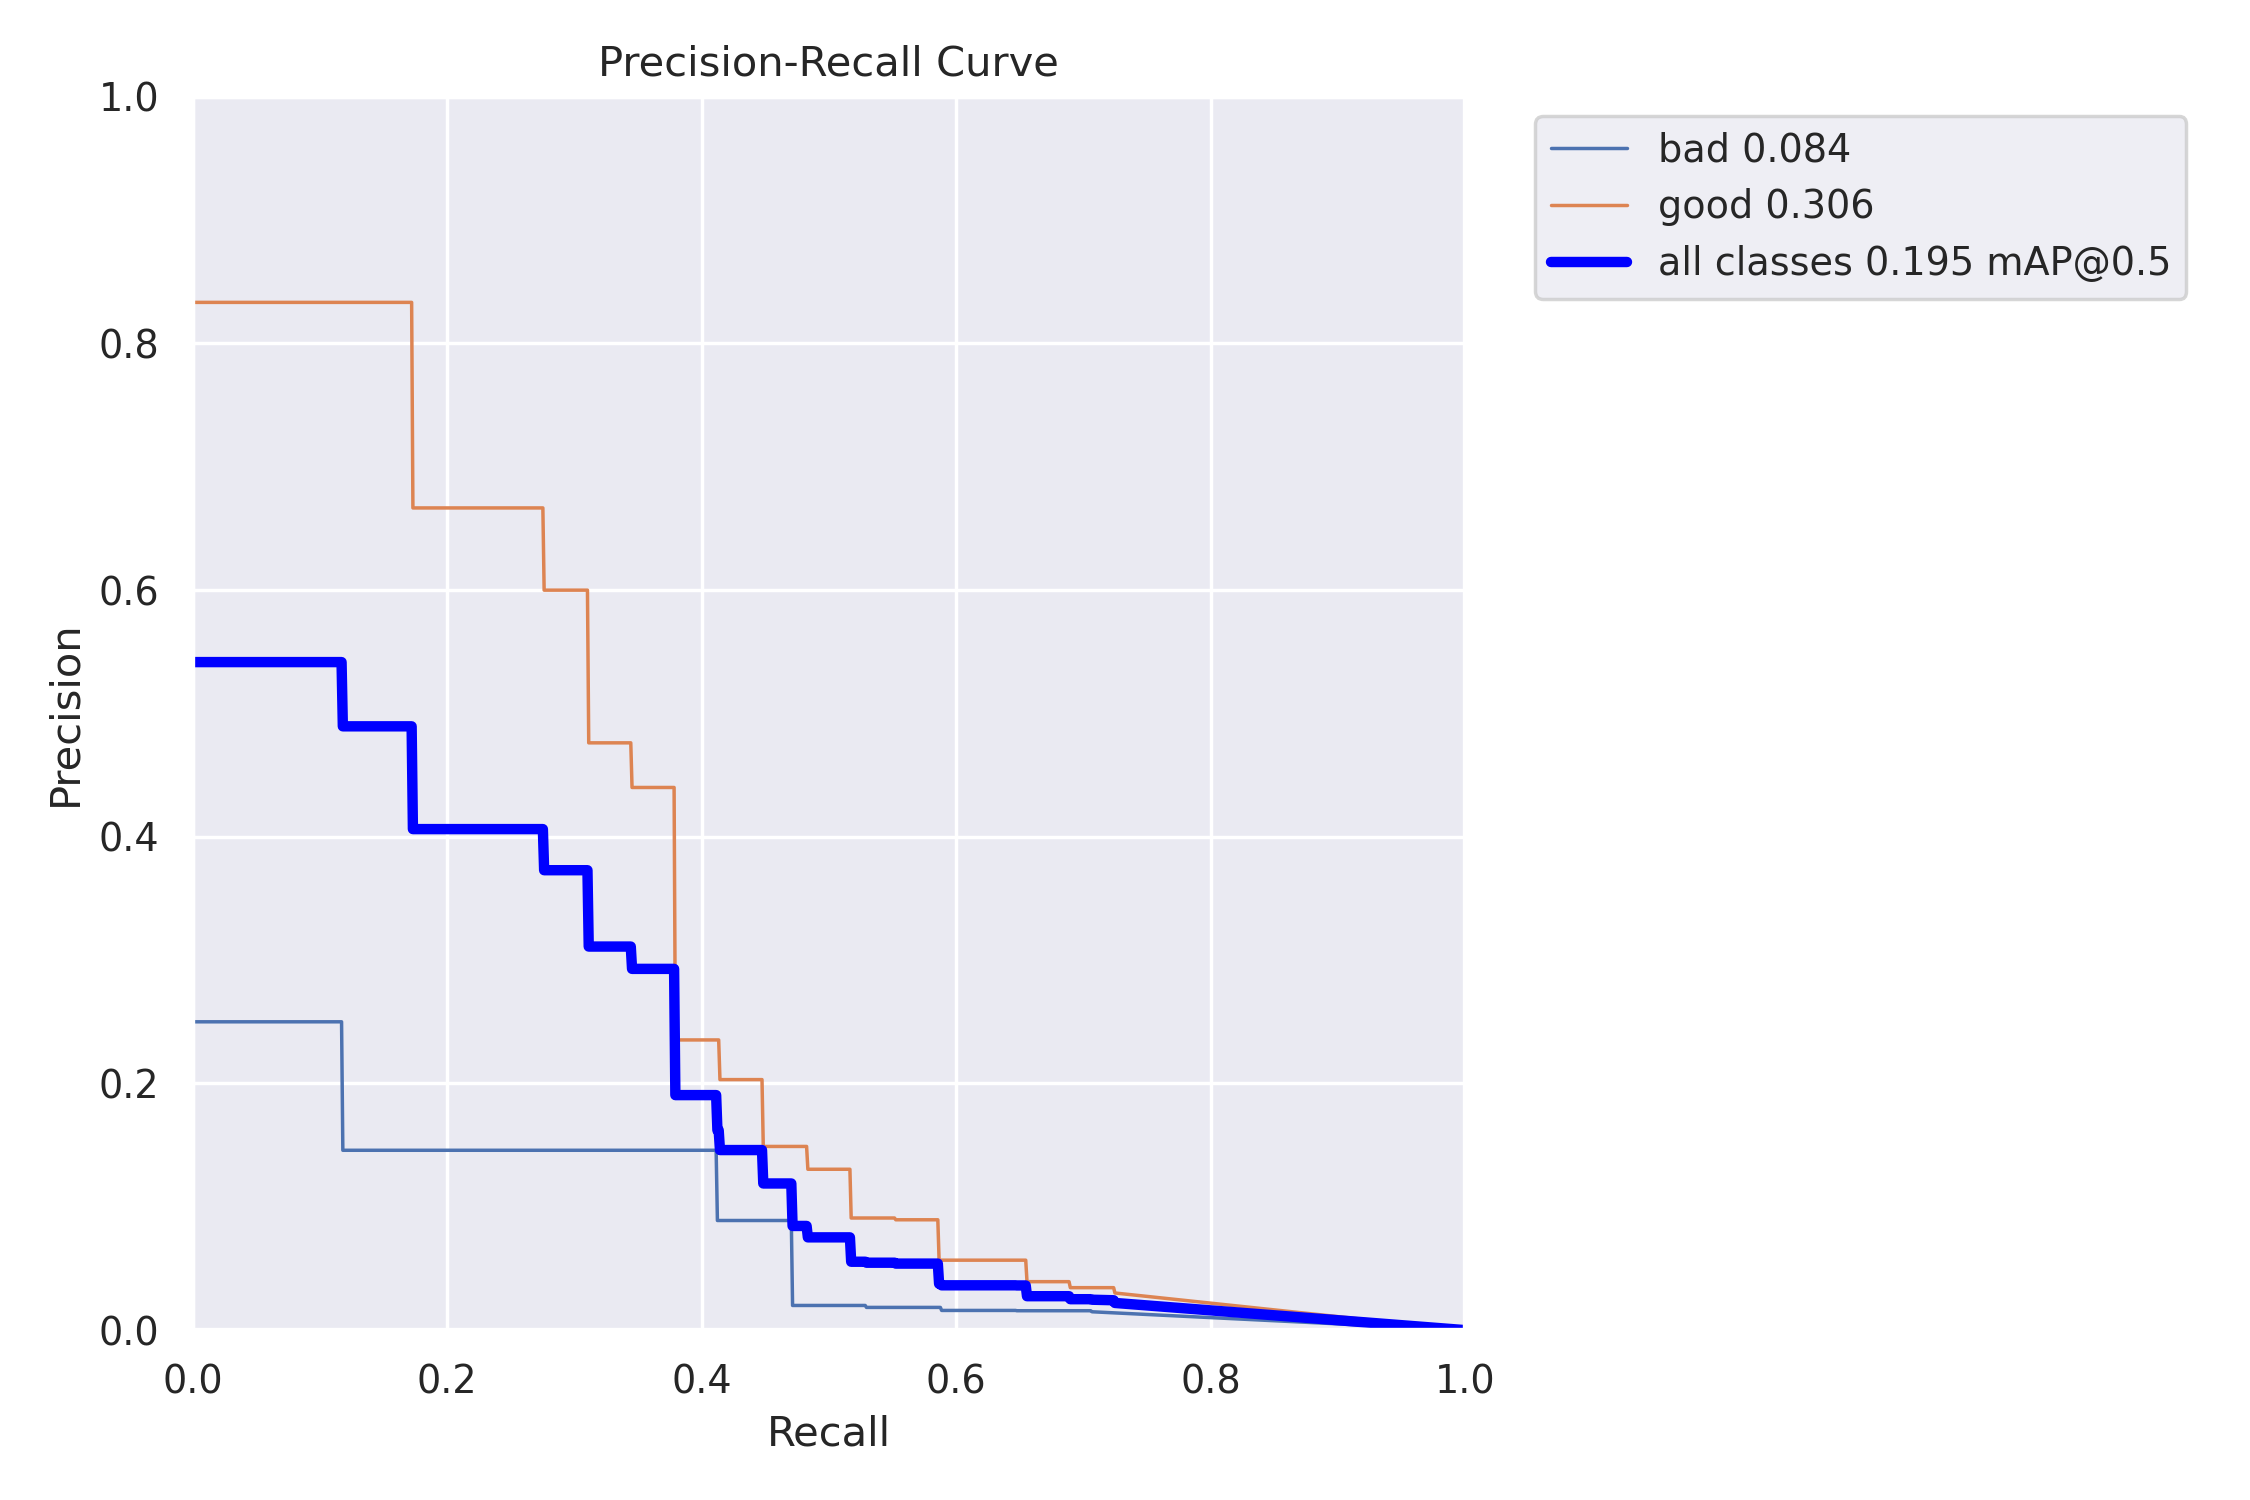 Precision-Recall Curve
1.0
0.8
0.6
0.4
0.2
0.0
Precision
0.0 0.2 0.4 0.6 0.8 1.0
Recall
bad 0.084
good 0.306
all classes 0.195 mAP@0.5